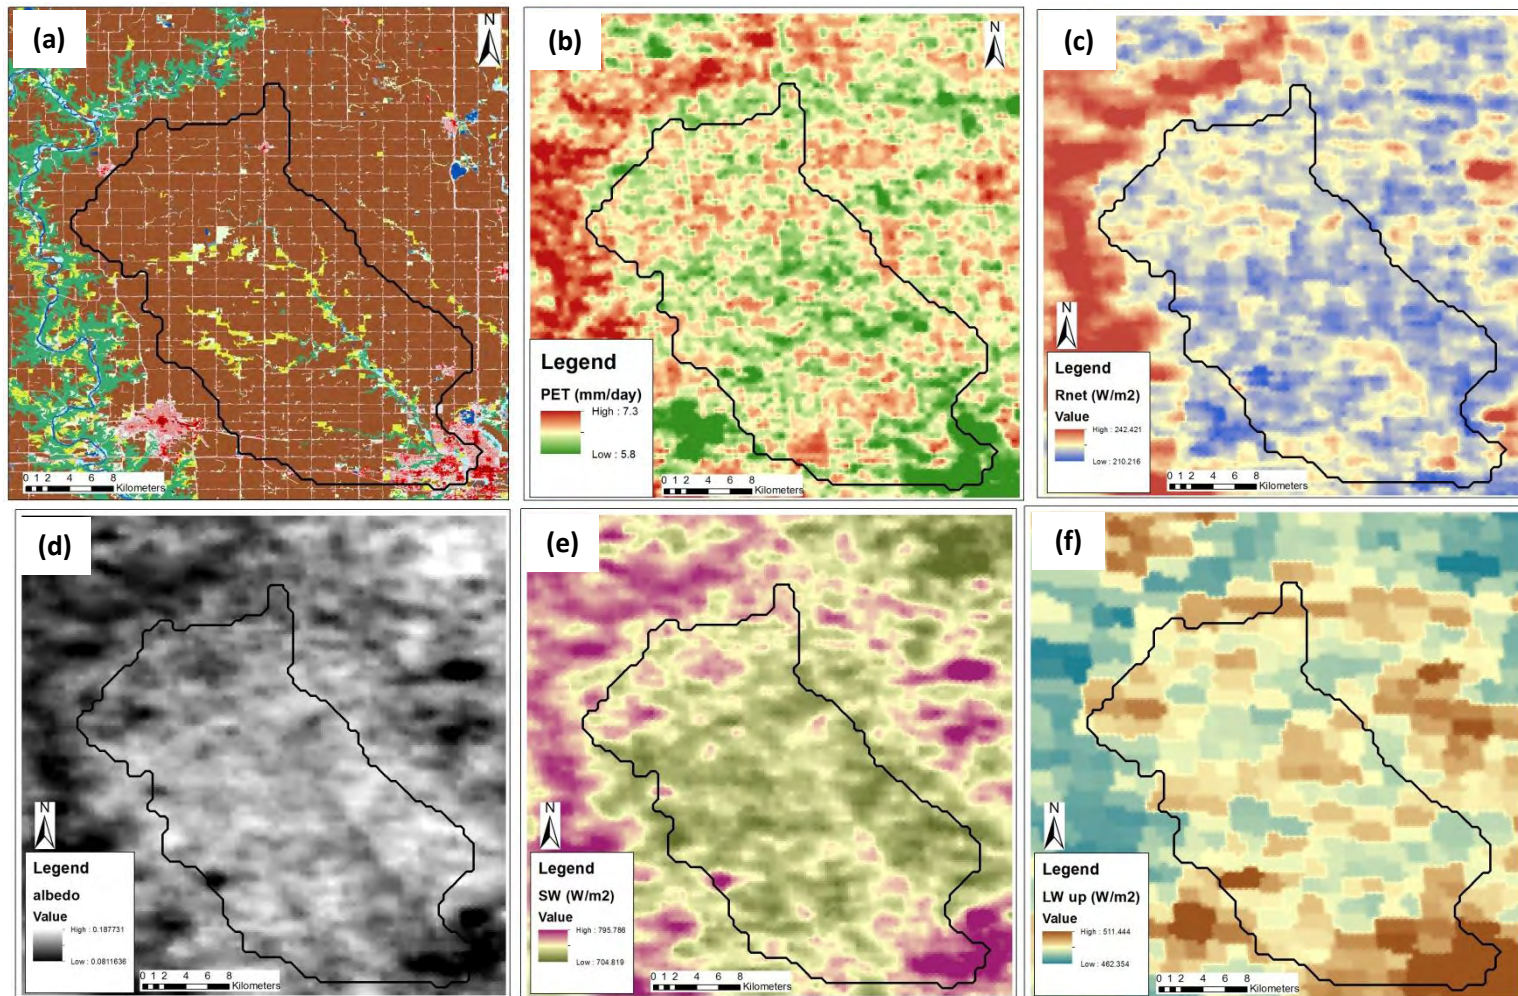 (a)
N
0 1 2 4 6 8
Kilometers
(b)
N
Legend
PET (mm/day)
High : 7.3
Low : 5.8
0 1 2 4 6 8
Kilometers
(c)
N
Legend
Rnet (W/m2)
Value
High : 242.421
Low : 210.216
0 1 2 4 6 8
Kilometers
(d)
N
Legend
albedo
Value
High : 0.187731
Low : 0.0811636
0 1 2 4 6 8
Kilometers
(e)
N
Legend
SW (W/m2)
Value
High : 795.786
Low : 704.819
0 1 2 4 6 8
Kilometers
(f)
N
Legend
LW up (W/m2)
Value
High : 511.444
Low : 462.354
0 1 2 4 6 8
Kilometers